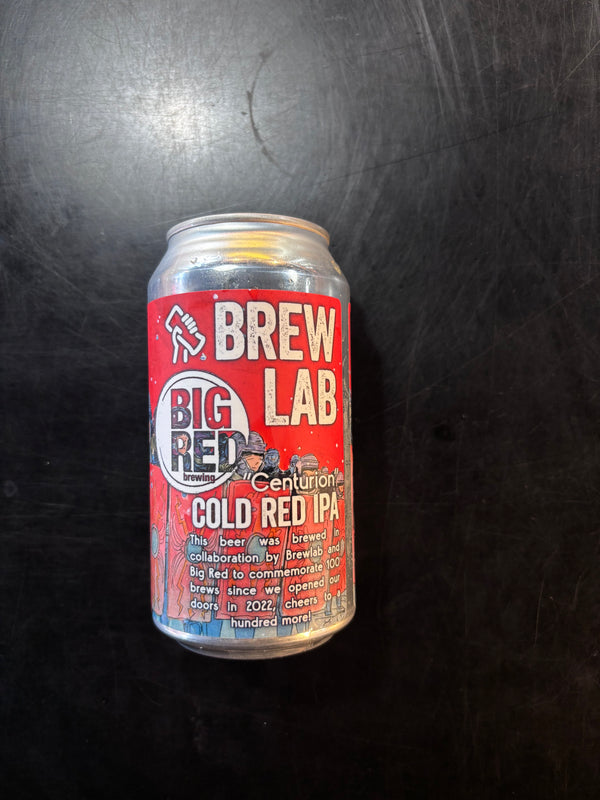 BREW
LAB
BIG
RED
brewing
"Centurion"
COLD RED IPA
This beer was brewed in
collaboration by Brewlab and
Big Red to commemorate 100
brews since we opened our
doors in 2022, cheers to a
hundred more!